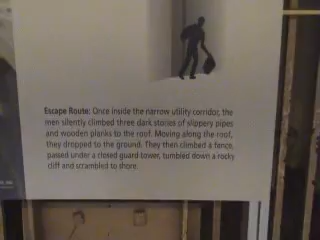 Escape Route: Once inside the narrow utility corridor, the
men silently climbed three dark stories of slippery pipes
and wooden planks to the roof. Moving along the roof,
they dropped to the ground. They then climbed a fence,
passed under a closed guard tower, tumbled down a rocky
cliff and scrambled to shore.